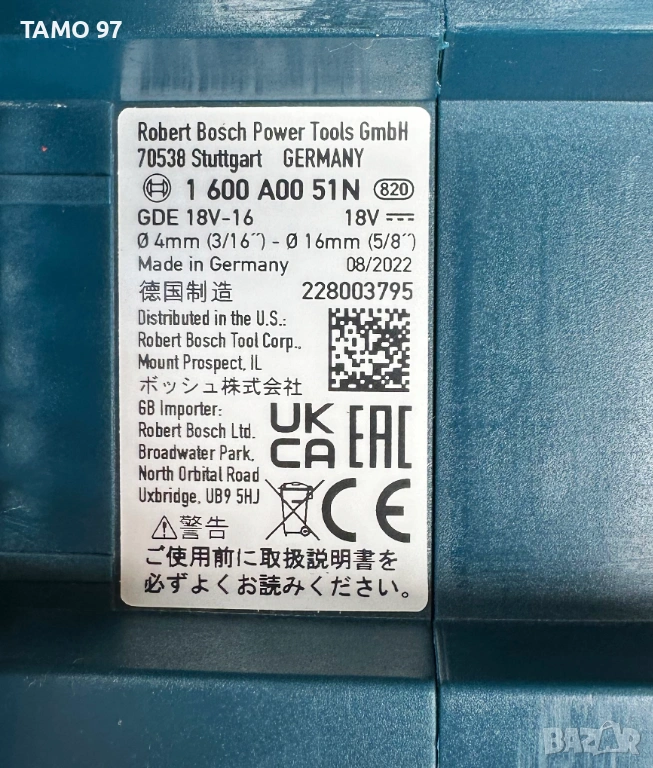 TAMO 97
Robert Bosch Power Tools GmbH
70538 Stuttgart GERMANY
1 600 A00 51N 820
GDE 18V-16 18V
Ø 4mm (3/16´´) - Ø 16mm (5/8´´)
Made in Germany 08/2022
德国制造 228003795
Distributed in the U.S.:
Robert Bosch Tool Corp.,
Mount Prospect, IL
ボッシュ株式会社
GB Importer:
Robert Bosch Ltd.
Broadwater Park,
North Orbital Road
Uxbridge, UB9 5HJ
UK
CA
EAC
CE
⚠警告
ご使用前に取扱説明書を
必ずよくお読みください。
BAZAR